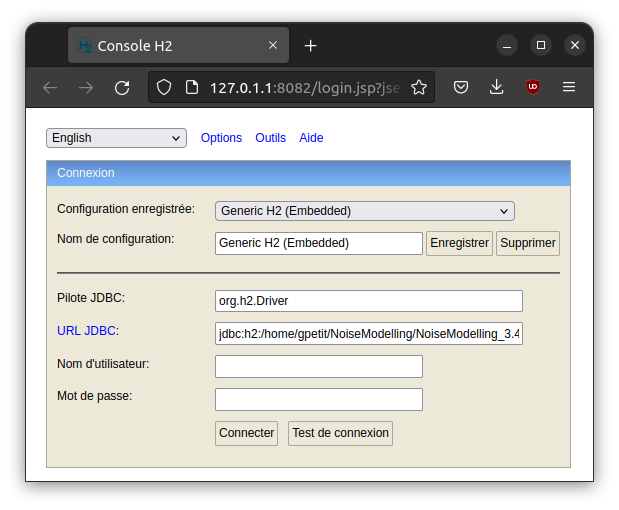 Console H2
127.0.1.1:8082/login.jsp?jse
English Options Outils Aide
Connexion
Configuration enregistrée: Generic H2 (Embedded)
Nom de configuration: Generic H2 (Embedded) Enregistrer Supprimer
Pilote JDBC: org.h2.Driver
URL JDBC: jdbc:h2:/home/gpetit/NoiseModelling/NoiseModelling_3.4
Nom d'utilisateur:
Mot de passe:
Connecter Test de connexion